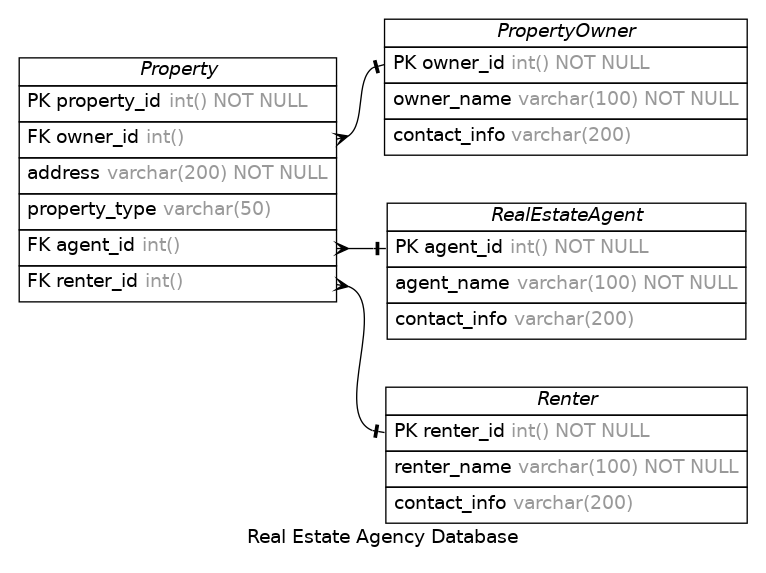 Property
PK property_id int() NOT NULL
FK owner_id int()
address varchar(200) NOT NULL
property_type varchar(50)
FK agent_id int()
FK renter_id int()
PropertyOwner
PK owner_id int() NOT NULL
owner_name varchar(100) NOT NULL
contact_info varchar(200)
RealEstateAgent
PK agent_id int() NOT NULL
agent_name varchar(100) NOT NULL
contact_info varchar(200)
Renter
PK renter_id int() NOT NULL
renter_name varchar(100) NOT NULL
contact_info varchar(200)
Real Estate Agency Database